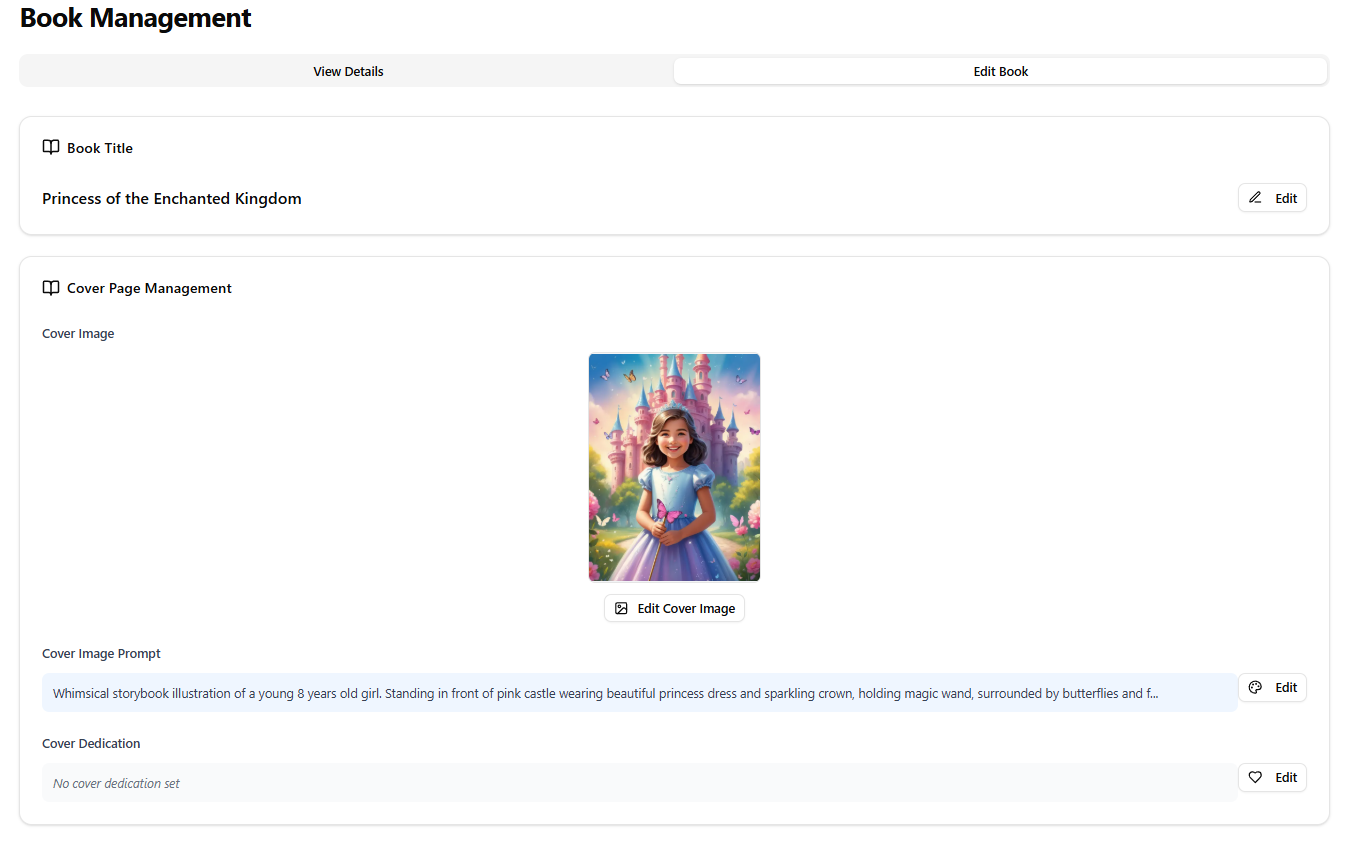 Book Management
View Details
Edit Book
Book Title
Princess of the Enchanted Kingdom
Edit
Cover Page Management
Cover Image
Edit Cover Image
Cover Image Prompt
Whimsical storybook illustration of a young 8 years old girl. Standing in front of pink castle wearing beautiful princess dress and sparkling crown, holding magic wand, surrounded by butterflies and f...
Edit
Cover Dedication
No cover dedication set
Edit